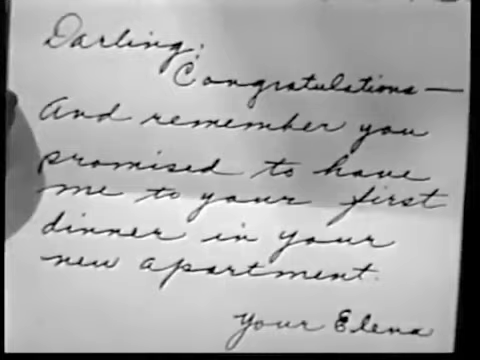 Darling:
Congratulations—
And remember you
promised to have
me to your first
dinner in your
new apartment.
Your Elena